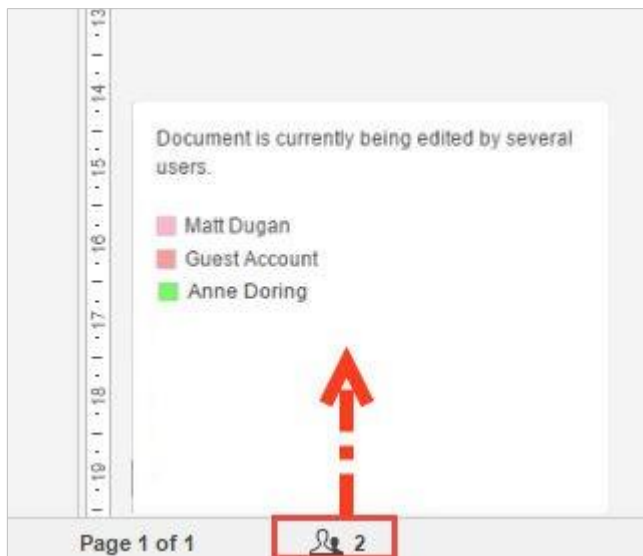 13
14
15
16
17
18
19
Document is currently being edited by several
users.
Matt Dugan
Guest Account
Anne Doring
Page 1 of 1
2